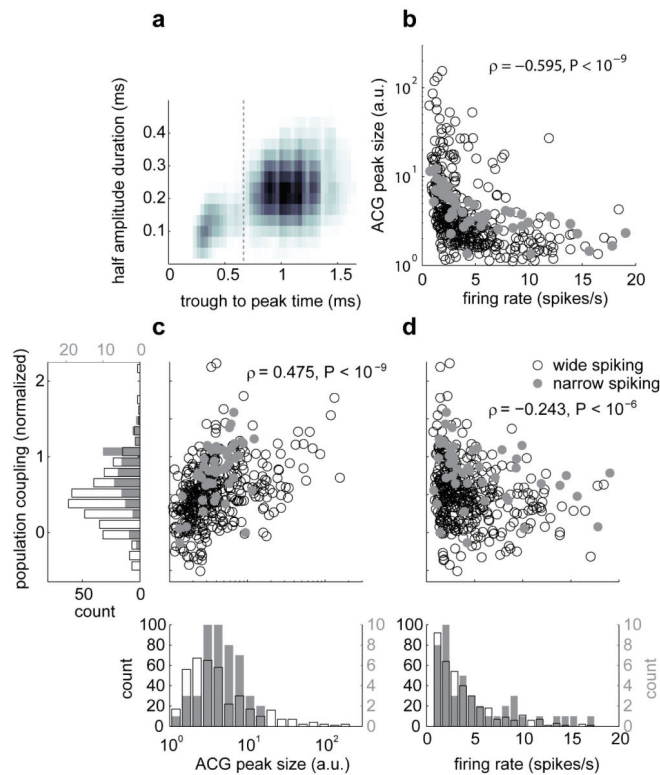 a
b
half amplitude duration (ms)
0.4
0.3
0.2
0.1
0
0.5
1
1.5
trough to peak time (ms)
ACG peak size (a.u.)
10²
10¹
10⁰
ρ = −0.595, P < 10⁻⁹
0
5
10
15
20
firing rate (spikes/s)
c
d
20
10
0
population coupling (normalized)
2
1
0
50
0
count
ρ = 0.475, P < 10⁻⁹
wide spiking
narrow spiking
ρ = −0.243, P < 10⁻⁶
count
100
80
60
40
20
0
10⁰
10¹
10²
ACG peak size (a.u.)
10
8
6
4
2
0
count
100
80
60
40
20
0
0
5
10
15
20
firing rate (spikes/s)
10
8
6
4
2
0
count